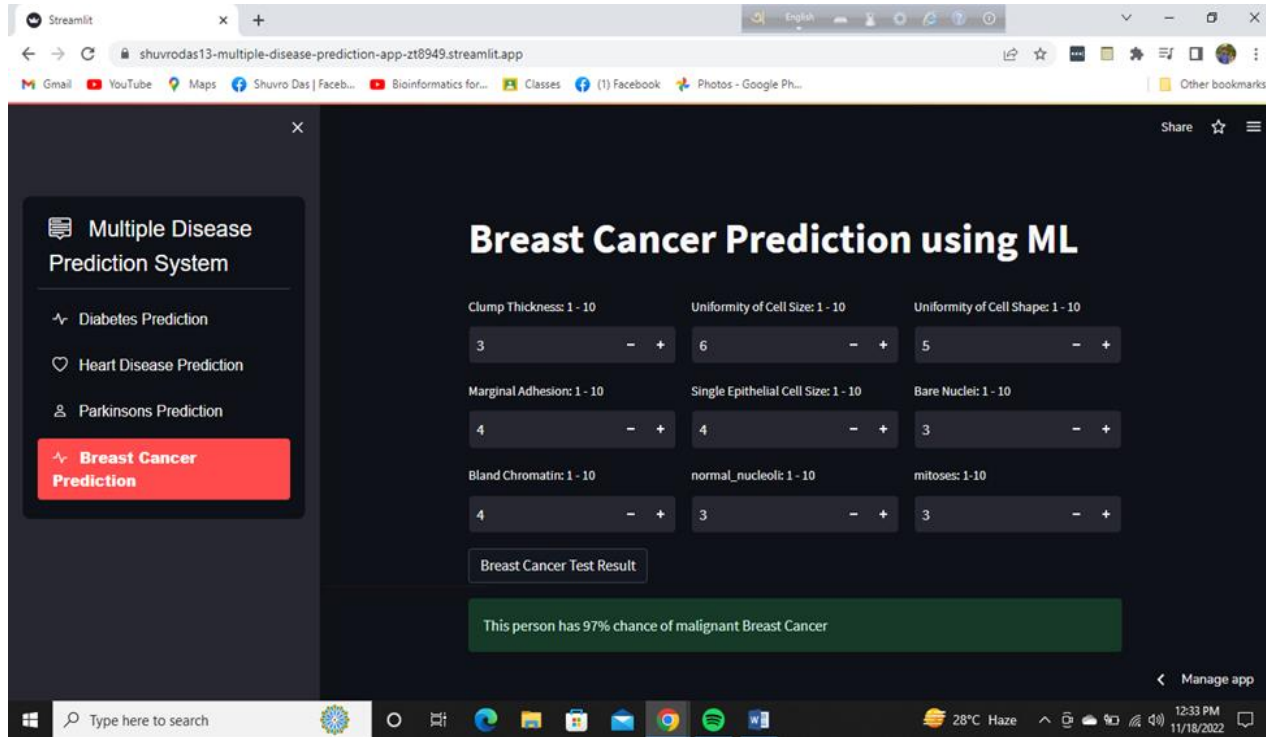 Streamlit
English
shuvrodas13-multiple-disease-prediction-app-zt8949.streamlit.app
Gmail YouTube Maps Shuvro Das | Faceb... Bioinformatics for... Classes (1) Facebook Photos - Google Ph... Other bookmarks
Share
Multiple Disease
Prediction System
Diabetes Prediction
Heart Disease Prediction
Parkinsons Prediction
Breast Cancer
Prediction
Breast Cancer Prediction using ML
Clump Thickness: 1 - 10 Uniformity of Cell Size: 1 - 10 Uniformity of Cell Shape: 1 - 10
3 - + 6 - + 5 - +
Marginal Adhesion: 1 - 10 Single Epithelial Cell Size: 1 - 10 Bare Nuclei: 1 - 10
4 - + 4 - + 3 - +
Bland Chromatin: 1 - 10 normal_nucleoli: 1 - 10 mitoses: 1-10
4 - + 3 - + 3 - +
Breast Cancer Test Result
This person has 97% chance of malignant Breast Cancer
Manage app
Type here to search
28°C Haze
12:33 PM
11/18/2022